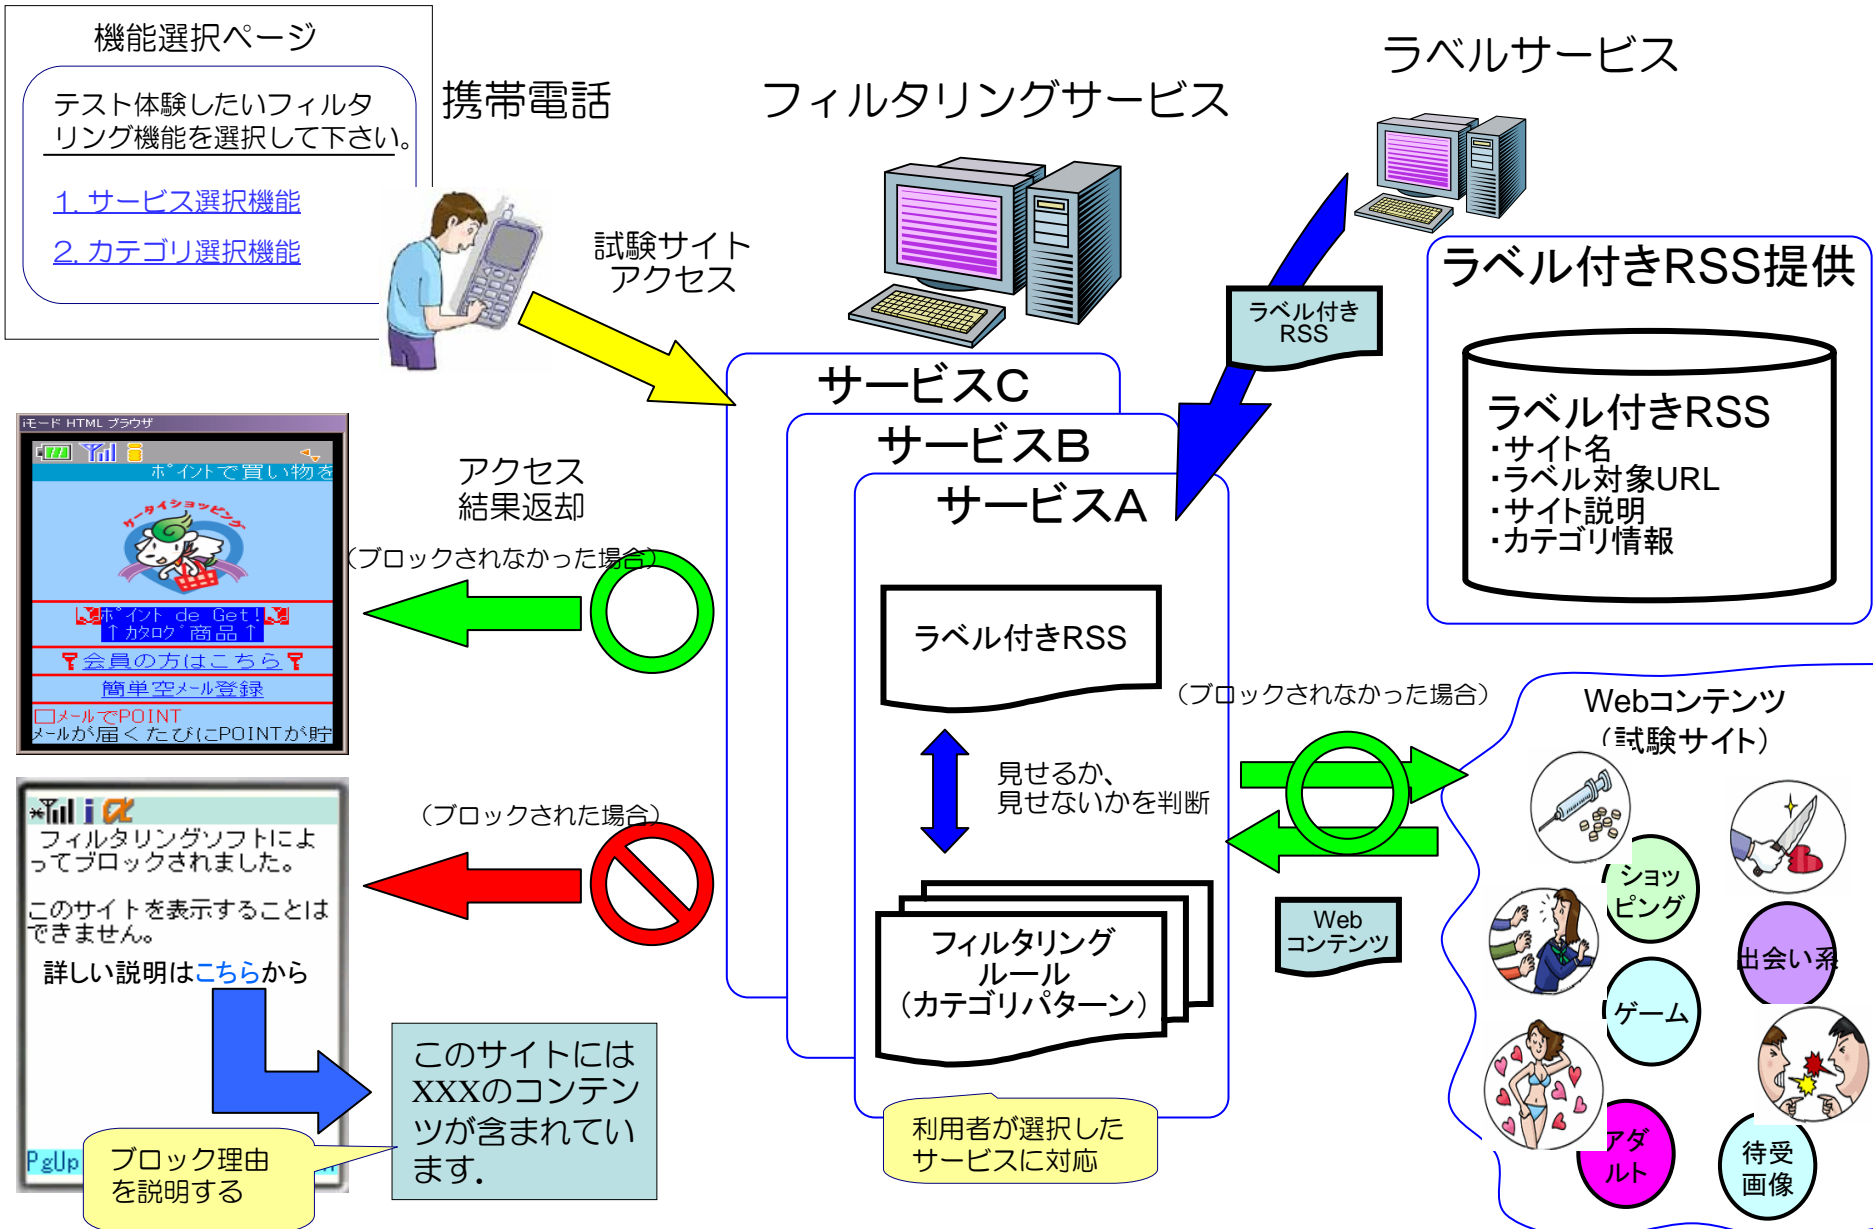 機能選択ページ
テスト体験したいフィルタ
リング機能を選択して下さい。
1. サービス選択機能
2. カテゴリ選択機能
携帯電話
フィルタリングサービス
ラベルサービス
試験サイト
アクセス
ラベル付き
RSS
ラベル付きRSS提供
ラベル付きRSS
・サイト名
・ラベル対象URL
・サイト説明
・カテゴリ情報
サービスC
サービスB
サービスA
ラベル付きRSS
見せるか、
見せないかを判断
フィルタリング
ルール
（カテゴリパターン）
利用者が選択した
サービスに対応
iモード HTML ブラウザ
ポイントで買い物を
ケータイショッピング
ポイント de Get!
↑カタログ商品↑
会員の方はこちら
簡単空メール登録
メールでPOINT
メールが届くたびにPOINTが貯
アクセス
結果返却
（ブロックされなかった場合）
（ブロックされた場合）
フィルタリングソフトによ
ってブロックされました。
このサイトを表示することは
できません。
詳しい説明はこちらから
PgUp
ブロック理由
を説明する
このサイトには
XXXのコンテン
ツが含まれてい
ます．
（ブロックされなかった場合）
Web
コンテンツ
Webコンテンツ
（試験サイト）
ショッ
ピング
出会い系
ゲーム
アダ
ルト
待受
画像